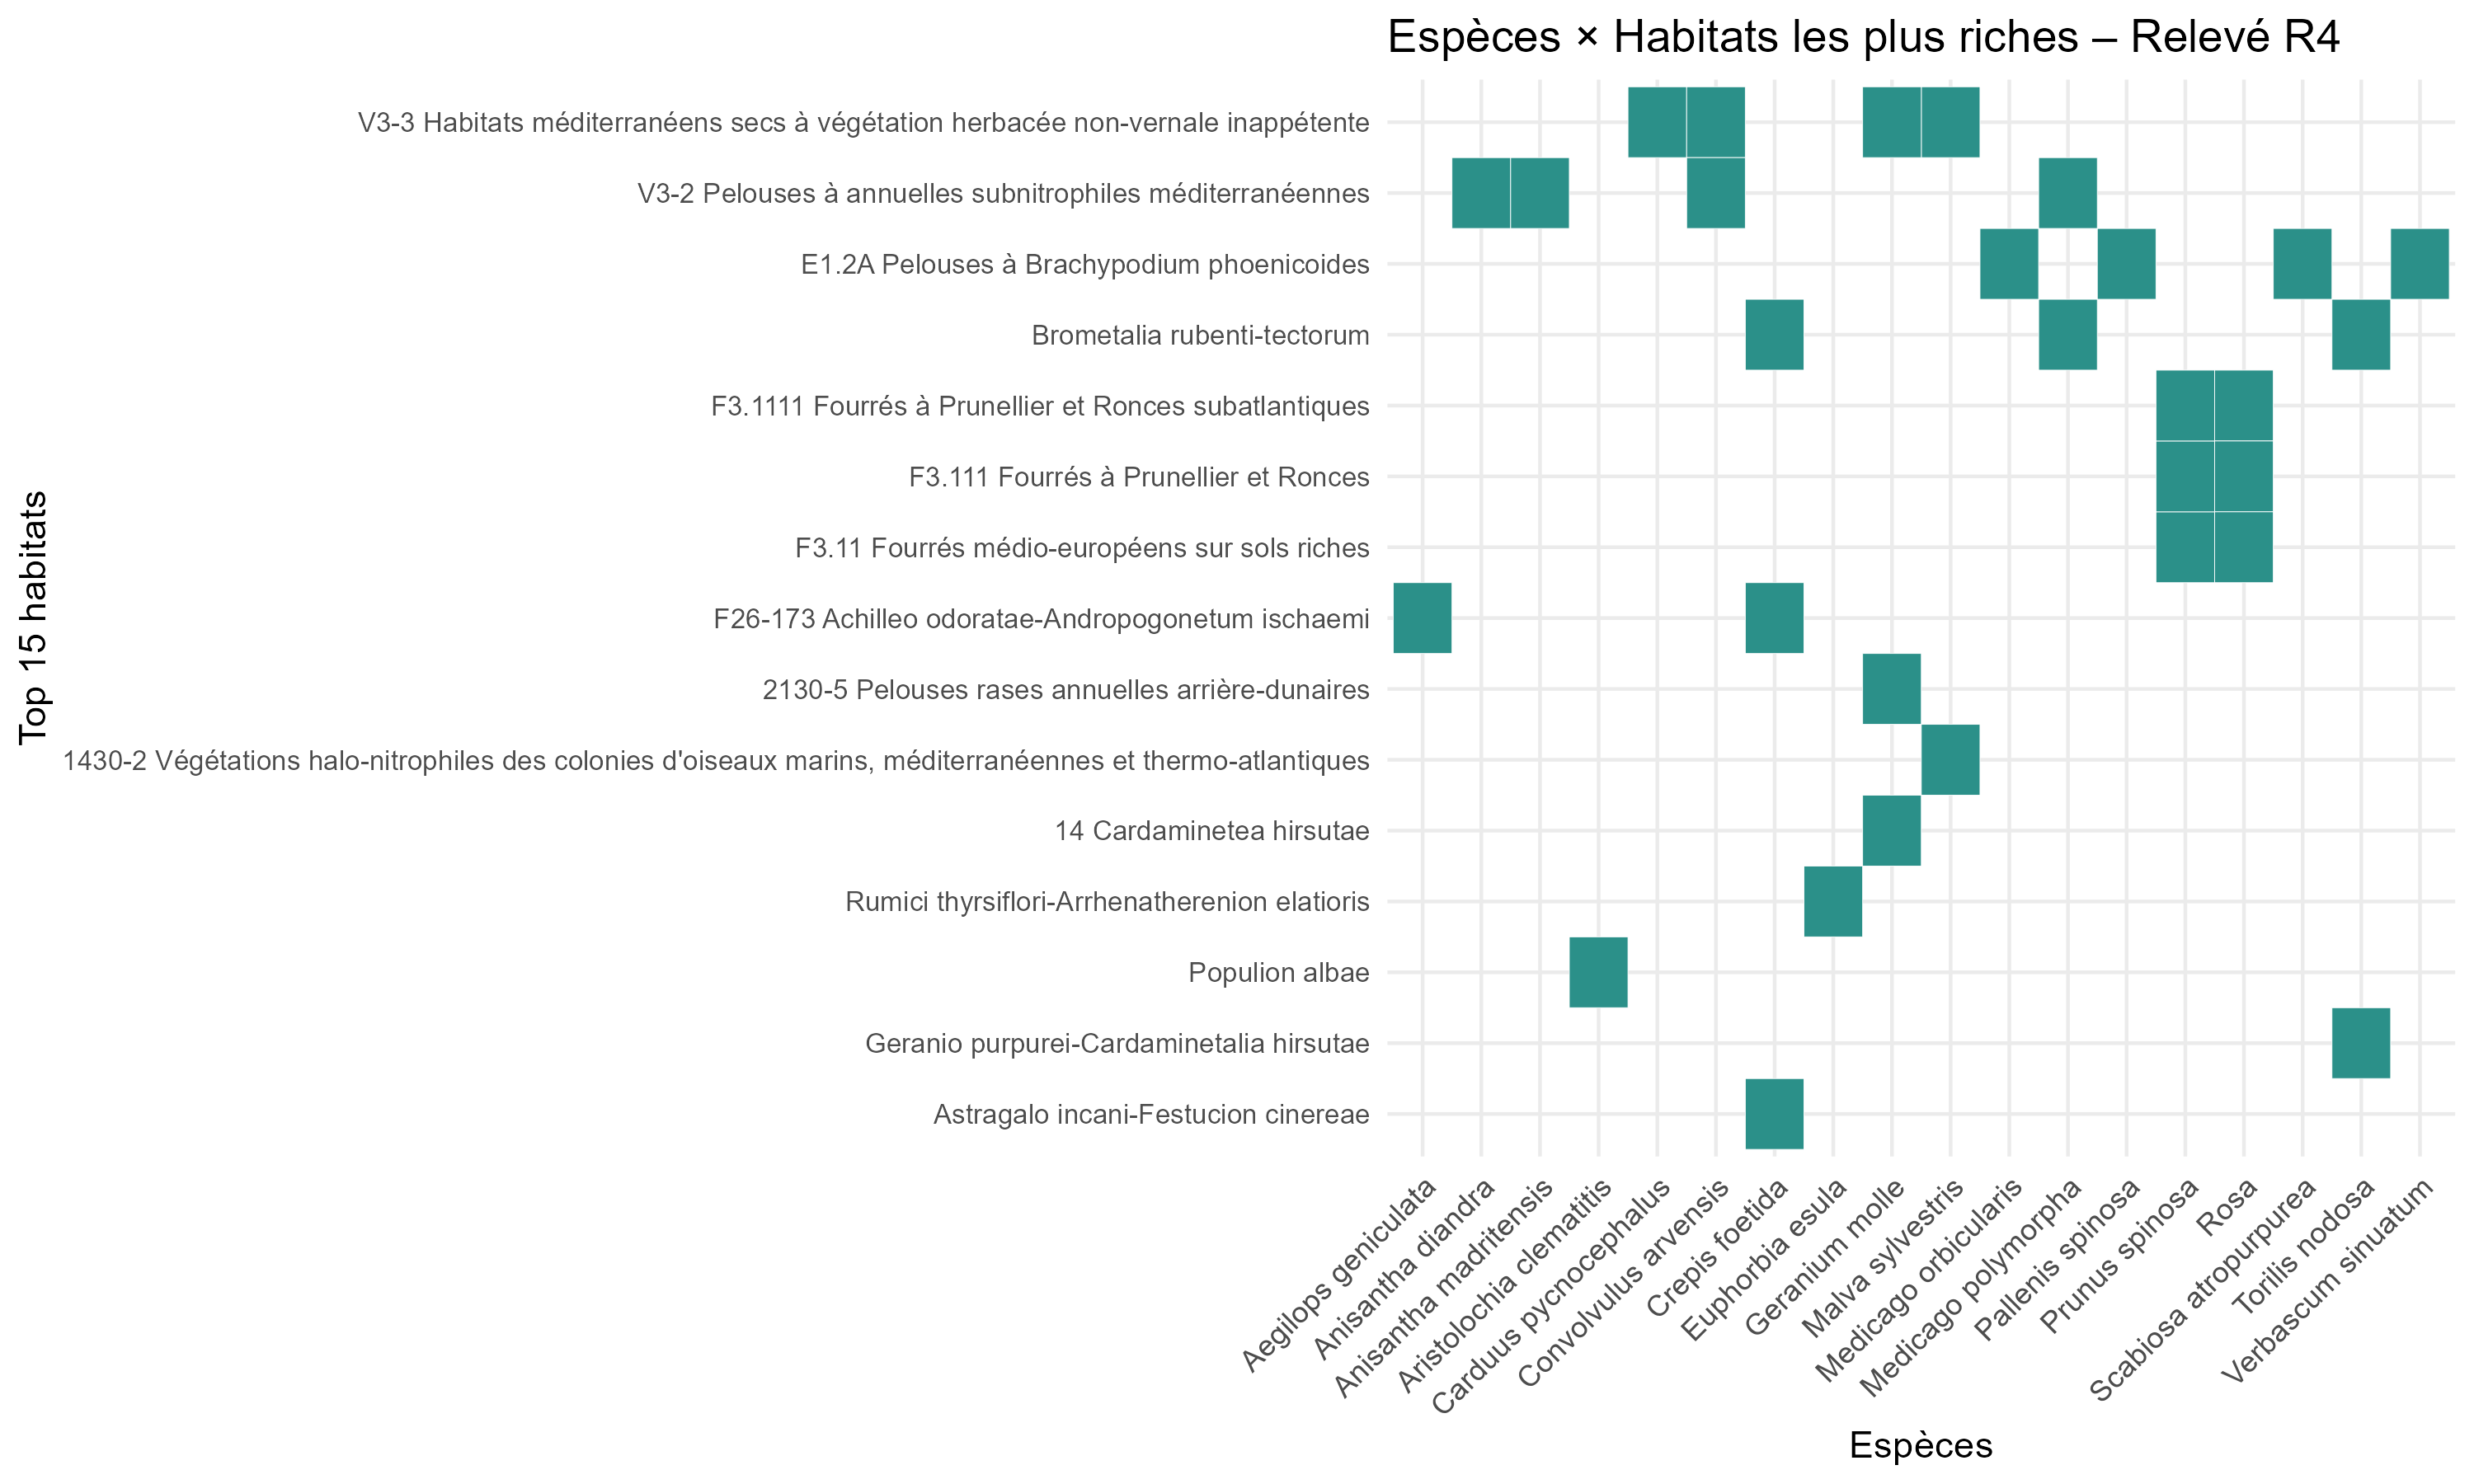 Espèces × Habitats les plus riches – Relevé R4
Top 15 habitats
V3-3 Habitats méditerranéens secs à végétation herbacée non-vernale inappétente
V3-2 Pelouses à annuelles subnitrophiles méditerranéennes
E1.2A Pelouses à Brachypodium phoenicoides
Brometalia rubenti-tectorum
F3.1111 Fourrés à Prunellier et Ronces subatlantiques
F3.111 Fourrés à Prunellier et Ronces
F3.11 Fourrés médio-européens sur sols riches
F26-173 Achilleo odoratae-Andropogonetum ischaemi
2130-5 Pelouses rases annuelles arrière-dunaires
1430-2 Végétations halo-nitrophiles des colonies d'oiseaux marins, méditerranéennes et thermo-atlantiques
14 Cardaminetea hirsutae
Rumici thyrsiflori-Arrhenatherenion elatioris
Populion albae
Geranio purpurei-Cardaminetalia hirsutae
Astragalo incani-Festucion cinereae
Aegilops geniculata
Anisantha diandra
Anisantha madritensis
Aristolochia clematitis
Carduus pycnocephalus
Convolvulus arvensis
Crepis foetida
Euphorbia esula
Geranium molle
Malva sylvestris
Medicago orbicularis
Medicago polymorpha
Pallenis spinosa
Prunus spinosa
Rosa
Scabiosa atropurpurea
Torilis nodosa
Verbascum sinuatum
Espèces